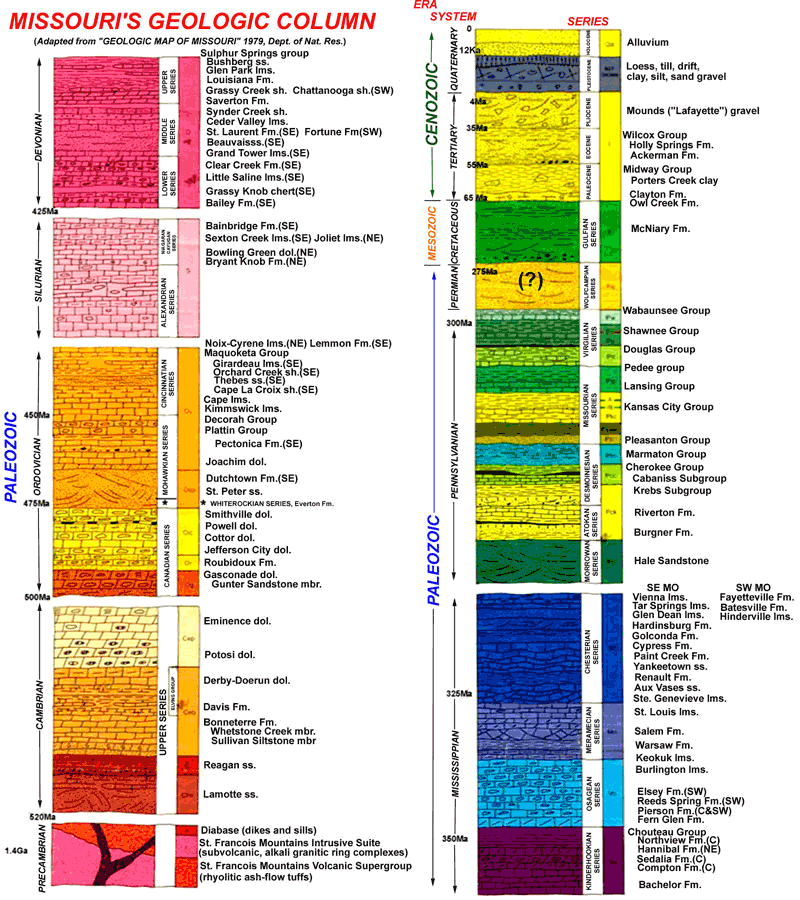 MISSOURI'S GEOLOGIC COLUMN
(Adapted from "GEOLOGIC MAP OF MISSOURI" 1979, Dept. of Nat. Res.)
PALEOZOIC
DEVONIAN
UPPER SERIES
Sulphur Springs group
Bushberg ss.
Glen Park lms.
Louisiana Fm.
Grassy Creek sh. Chattanooga sh.(SW)
Saverton Fm.
MIDDLE SERIES
Synder Creek sh.
Ceder Valley lms.
St. Laurent Fm.(SE) Fortune Fm(SW)
Beauvaisss.(SE)
Grand Tower lms.(SE)
LOWER SERIES
Clear Creek Fm.(SE)
Little Saline lms.(SE)
Grassy Knob chert(SE)
Bailey Fm.(SE)
425Ma
SILURIAN
NIAGARAN CAYUGAN SERIES
Bainbridge Fm.(SE)
Sexton Creek lms.(SE) Joliet lms.(NE)
Bowling Green dol.(NE)
Bryant Knob Fm.(NE)
ALEXANDRIAN SERIES
Noix-Cyrene lms.(NE) Lemmon Fm.(SE)
ORDOVICIAN
CINCINNATIAN SERIES
Maquoketa Group
Girardeau lms.(SE)
Orchard Creek sh.(SE)
Thebes ss.(SE)
Cape La Croix sh.(SE)
Cape lms.
Kimmswick lms.
450Ma
MOHAWKIAN SERIES
Decorah Group
Plattin Group
Pectonica Fm.(SE)
Joachim dol.
Dutchtown Fm.(SE)
St. Peter ss.
★ ★ WHITEROCKIAN SERIES, Everton Fm.
475Ma
CANADIAN SERIES
Smithville dol.
Powell dol.
Cottor dol.
Jefferson City dol.
Roubidoux Fm.
Gasconade dol.
Gunter Sandstone mbr.
500Ma
CAMBRIAN
UPPER SERIES
ELVINS GROUP
Eminence dol.
Potosi dol.
Derby-Doerun dol.
Davis Fm.
Bonneterre Fm.
Whetstone Creek mbr.
Sullivan Siltstone mbr
Reagan ss.
Lamotte ss.
520Ma
PRECAMBRIAN
1.4Ga
Diabase (dikes and sills)
St. Francois Mountains Intrusive Suite
(subvolcanic, alkali granitic ring complexes)
St. Francois Mountains Volcanic Supergroup
(rhyolitic ash-flow tuffs)
ERA
SYSTEM
SERIES
CENOZOIC
QUATERNARY
0
HOLOCENE
Alluvium
12Ka
PLEISTOCENE
Loess, till, drift,
clay, silt, sand gravel
TERTIARY
4Ma
PLIOCENE
Mounds ("Lafayette") gravel
35Ma
EOCENE
Wilcox Group
Holly Springs Fm.
Ackerman Fm.
55Ma
PALEOCENE
Midway Group
Porters Creek clay
Clayton Fm.
65 Ma
MESOZOIC
CRETACEOUS
GULFIAN SERIES
Owl Creek Fm.
McNiary Fm.
PALEOZOIC
PERMIAN
275Ma
(?)
WOLFCAMPIAN SERIES
300Ma
PENNSYLVANIAN
VIRGILIAN SERIES
Wabaunsee Group
Shawnee Group
Douglas Group
MISSOURIAN SERIES
Pedee group
Lansing Group
Kansas City Group
Pleasanton Group
DESMOINESIAN SERIES
Marmaton Group
Cherokee Group
Cabaniss Subgroup
Krebs Subgroup
ATOKAN SERIES
Riverton Fm.
Burgner Fm.
MORROWAN SERIES
Hale Sandstone
MISSISSIPPIAN
SE MO SW MO
CHESTERIAN SERIES
Vienna lms. Fayetteville Fm.
Tar Springs lms. Batesville Fm.
Glen Dean lms. Hinderville lms.
Hardinsburg Fm.
Golconda Fm.
Cypress Fm.
Paint Creek Fm.
Yankeetown ss.
Renault Fm.
Aux Vases ss.
Ste. Genevieve lms.
325Ma
MERAMECIAN SERIES
St. Louis lms.
Salem Fm.
Warsaw Fm.
OSAGEAN SERIES
Keokuk lms.
Burlington lms.
Elsey Fm.(SW)
Reeds Spring Fm.(SW)
Pierson Fm.(C&SW)
Fern Glen Fm.
350Ma
KINDERHOOKIAN SERIES
Chouteau Group
Northview Fm.(C)
Hannibal Fm.(NE)
Sedalia Fm.(C)
Compton Fm.(C)
Bachelor Fm.